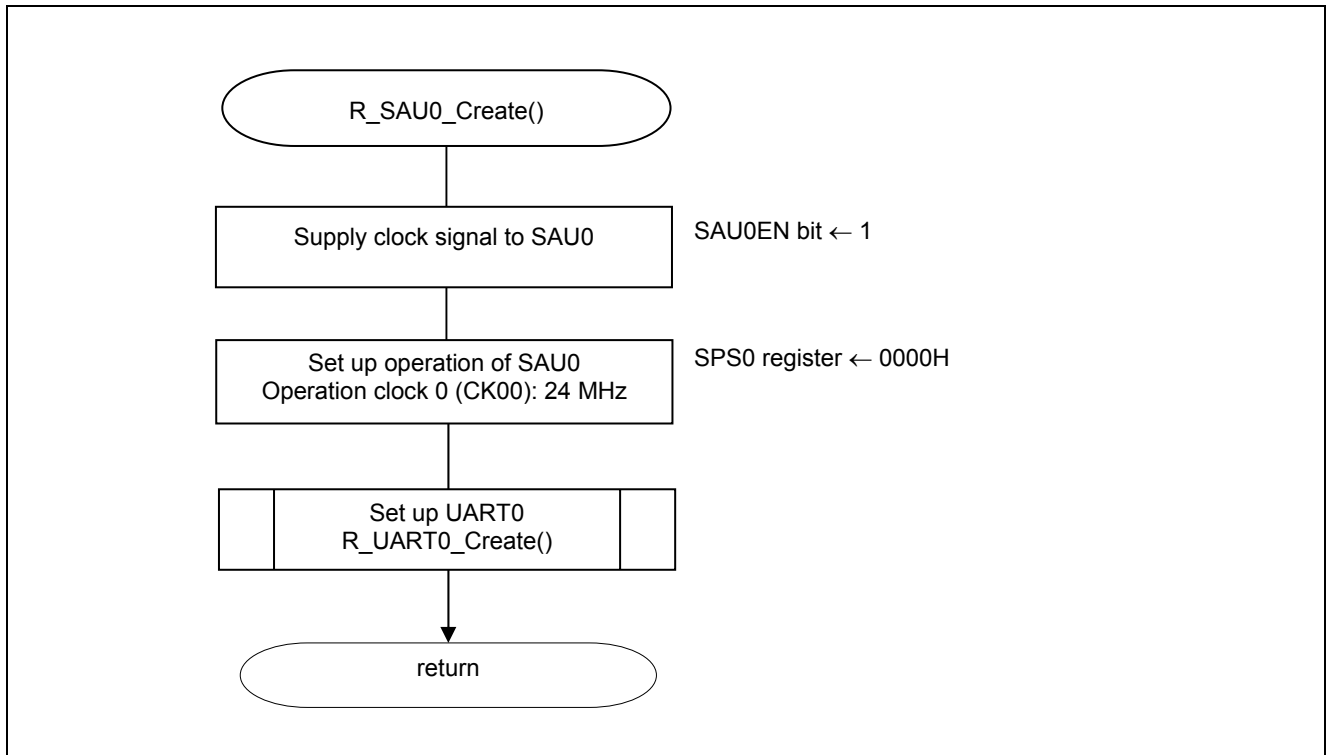 R_SAU0_Create()
Supply clock signal to SAU0
SAU0EN bit ← 1
Set up operation of SAU0
Operation clock 0 (CK00): 24 MHz
SPS0 register ← 0000H
Set up UART0
R_UART0_Create()
return